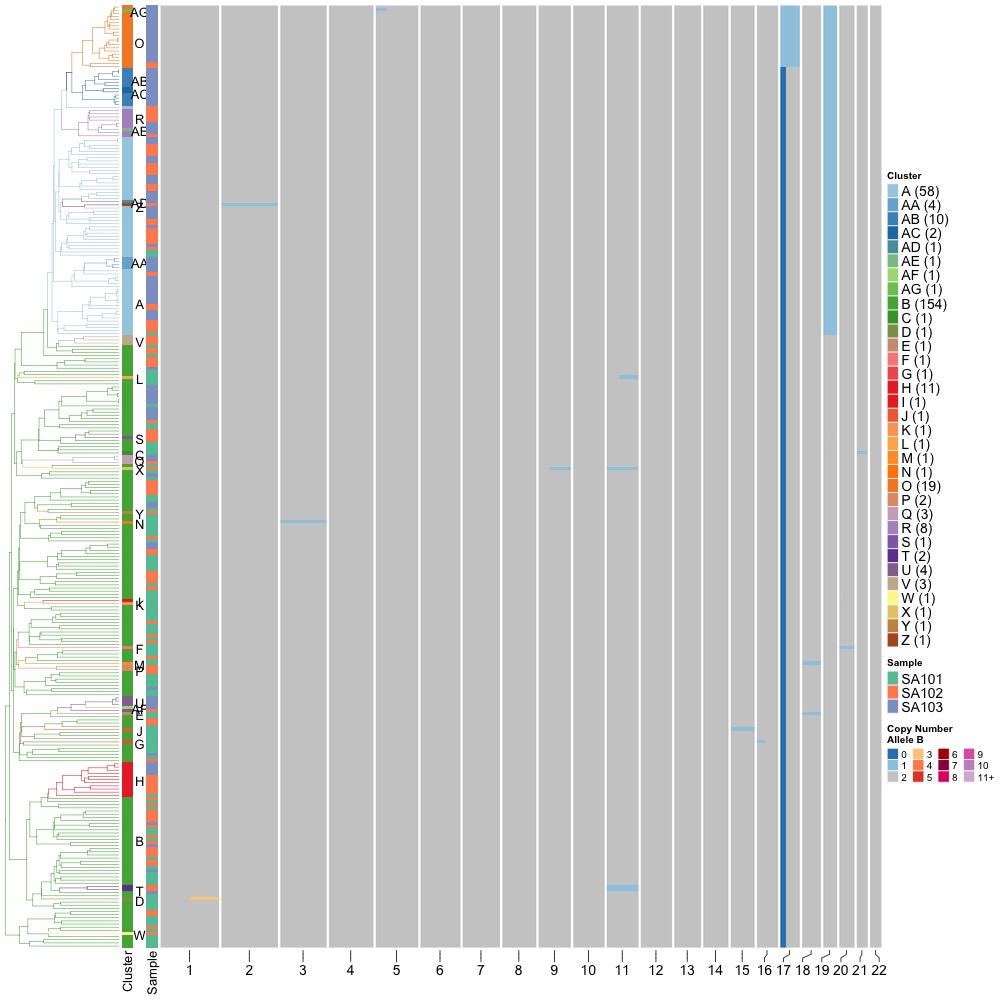 AG
O
AB
AC
R
AE
AD
Z
AA
A
V
L
S
C
Q
X
Y
N
K
F
M
P
U
AF
E
J
G
H
B
T
D
W
Cluster
Sample
1 2 3 4 5 6 7 8 9 10 11 12 13 14 15 16 17 18 19 20 21 22
Cluster
A (58)
AA (4)
AB (10)
AC (2)
AD (1)
AE (1)
AF (1)
AG (1)
B (154)
C (1)
D (1)
E (1)
F (1)
G (1)
H (11)
I (1)
J (1)
K (1)
L (1)
M (1)
N (1)
O (19)
P (2)
Q (3)
R (8)
S (1)
T (2)
U (4)
V (3)
W (1)
X (1)
Y (1)
Z (1)
Sample
SA101
SA102
SA103
Copy Number
Allele B
0 3 6 9
1 4 7 10
2 5 8 11+